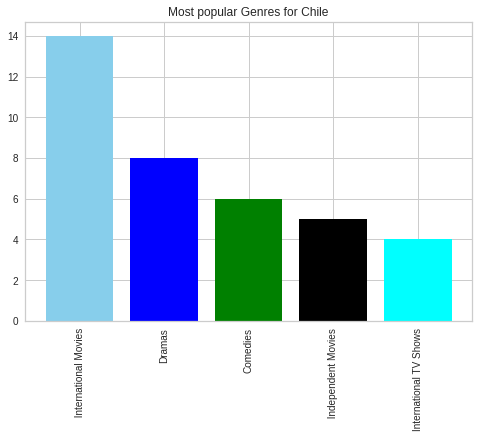 Most popular Genres for Chile
14
12
10
8
6
4
2
0
International Movies
Dramas
Comedies
Independent Movies
International TV Shows